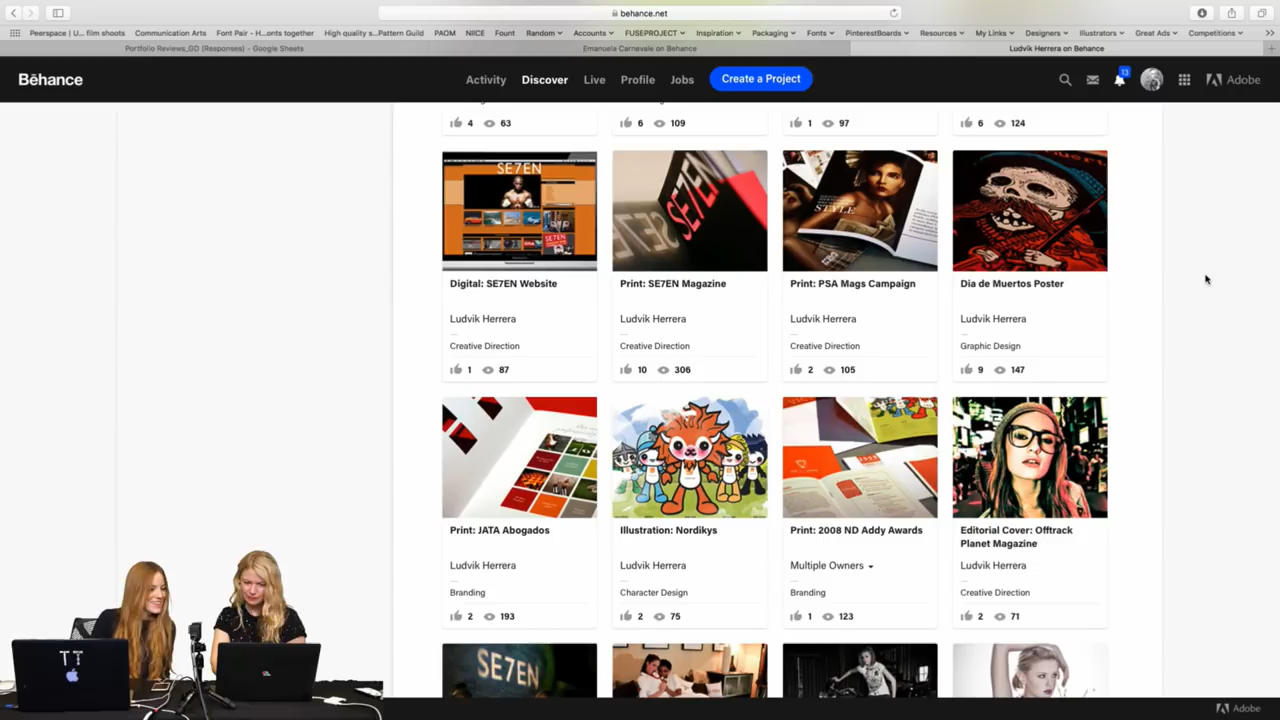 behance.net
Peerspace | U... film shoots
Communication Arts
Font Pair - H...onts together
High quality s...Pattern Guild
PAOM
NIICE
Fount
Random
Accounts
FUSEPROJECT
Inspiration
Packaging
Fonts
PinterestBoards
Resources
My Links
Designers
Illustrators
Great Ads
Competitions
Portfolio Reviews_GD (Responses) - Google Sheets
Emanuela Carnevale on Behance
Ludvik Herrera on Behance
Bēhance
Activity
Discover
Live
Profile
Jobs
Create a Project
13
Adobe
4 63
6 109
1 97
6 124
SE7EN
SE7EN
STYLE
Digital: SE7EN Website
Print: SE7EN Magazine
Print: PSA Mags Campaign
Dia de Muertos Poster
Ludvik Herrera
Ludvik Herrera
Ludvik Herrera
Ludvik Herrera
Creative Direction
Creative Direction
Creative Direction
Graphic Design
1 87
10 306
2 105
9 147
Print: JATA Abogados
Illustration: Nordikys
Print: 2008 ND Addy Awards
Editorial Cover: Offtrack
Planet Magazine
Ludvik Herrera
Ludvik Herrera
Multiple Owners
Ludvik Herrera
Branding
Character Design
Branding
Creative Direction
2 193
2 75
1 123
2 71
SE7EN
TT
Adobe